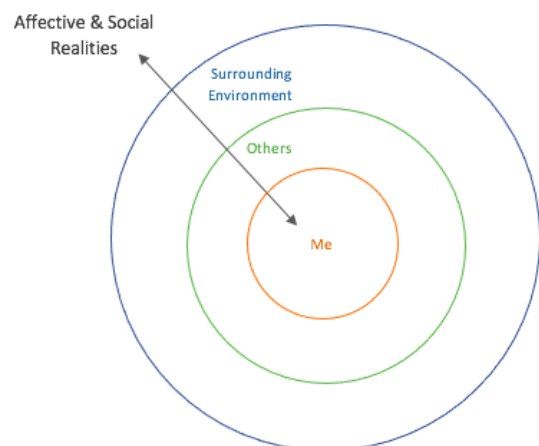 Affective & Social
Realities
Surrounding
Environment
Others
Me